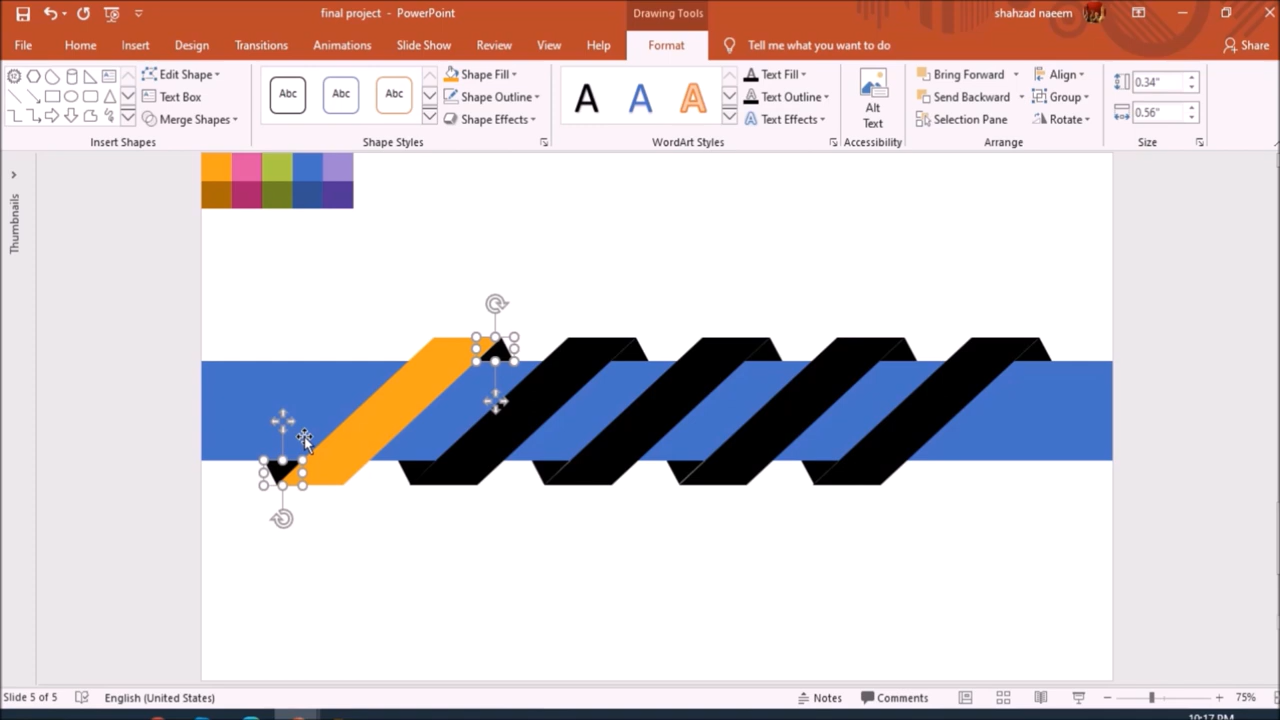 final project - PowerPoint
Drawing Tools
shahzad naeem
File Home Insert Design Transitions Animations Slide Show Review View Help Format Tell me what you want to do Share
Edit Shape
Text Box
Merge Shapes
Insert Shapes
Abc Abc Abc
Shape Fill
Shape Outline
Shape Effects
Shape Styles
A A A
Text Fill
Text Outline
Text Effects
WordArt Styles
Alt
Text
Accessibility
Bring Forward
Send Backward
Selection Pane
Align
Group
Rotate
Arrange
0.34"
0.56"
Size
Thumbnails
Slide 5 of 5 English (United States) Notes Comments 75%
10:17 PM